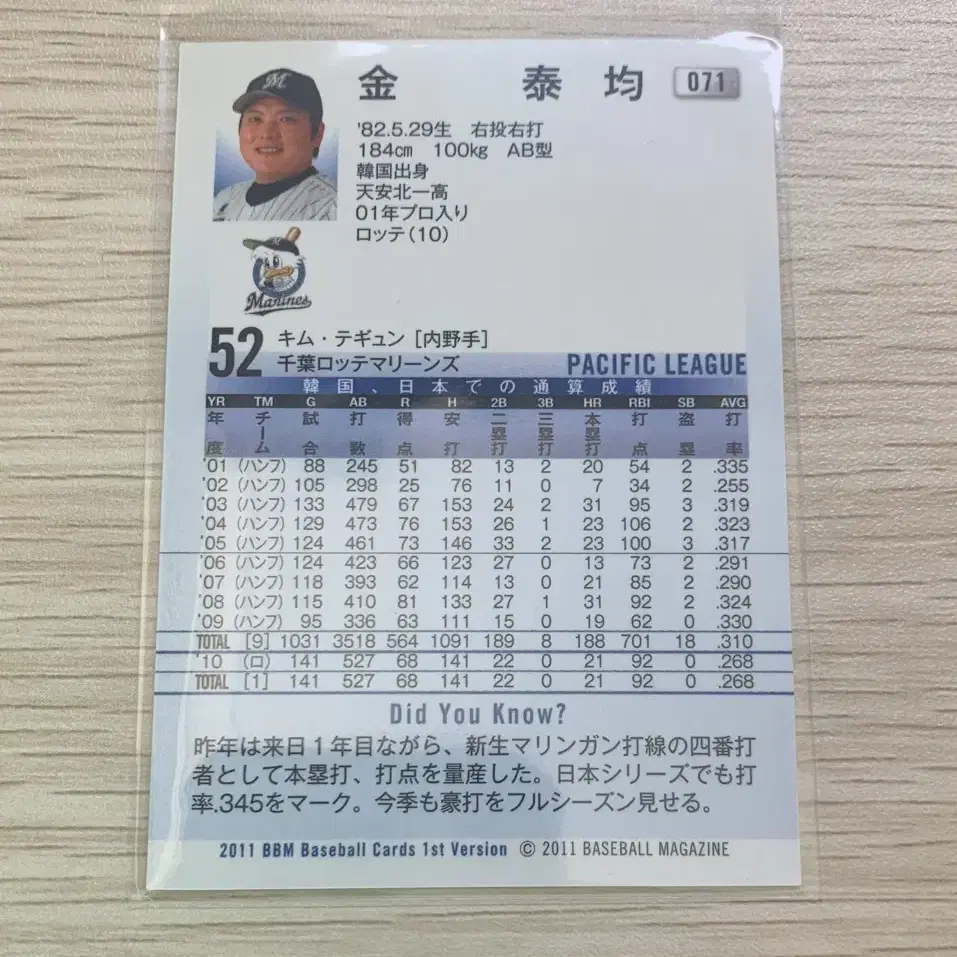 金 泰 均 071
'82.5.29生 右投右打
184㎝ 100㎏ AB型
韓国出身
天安北一高
01年プロ入り
ロッテ(10)
M
Marines
52 キム・テギュン [内野手]
千葉ロッテマリーンズ PACIFIC LEAGUE
韓国、日本での通算成績
YR TM G AB R H 2B 3B HR RBI SB AVG
年度 チーム 試合 打数 得点 安打 二塁打 三塁打 本塁打 打点 盗塁 打率
'01 (ハンフ) 88 245 51 82 13 2 20 54 2 .335
'02 (ハンフ) 105 298 25 76 11 0 7 34 2 .255
'03 (ハンフ) 133 479 67 153 24 2 31 95 3 .319
'04 (ハンフ) 129 473 76 153 26 1 23 106 2 .323
'05 (ハンフ) 124 461 73 146 33 2 23 100 3 .317
'06 (ハンフ) 124 423 66 123 27 0 13 73 2 .291
'07 (ハンフ) 118 393 62 114 13 0 21 85 2 .290
'08 (ハンフ) 115 410 81 133 27 1 31 92 2 .324
'09 (ハンフ) 95 336 63 111 15 0 19 62 0 .330
TOTAL [9] 1031 3518 564 1091 189 8 188 701 18 .310
'10 (ロ) 141 527 68 141 22 0 21 92 0 .268
TOTAL [1] 141 527 68 141 22 0 21 92 0 .268
Did You Know?
昨年は来日1年目ながら、新生マリンガン打線の四番打
者として本塁打、打点を量産した。日本シリーズでも打
率.345をマーク。今季も豪打をフルシーズン見せる。
2011 BBM Baseball Cards 1st Version © 2011 BASEBALL MAGAZINE